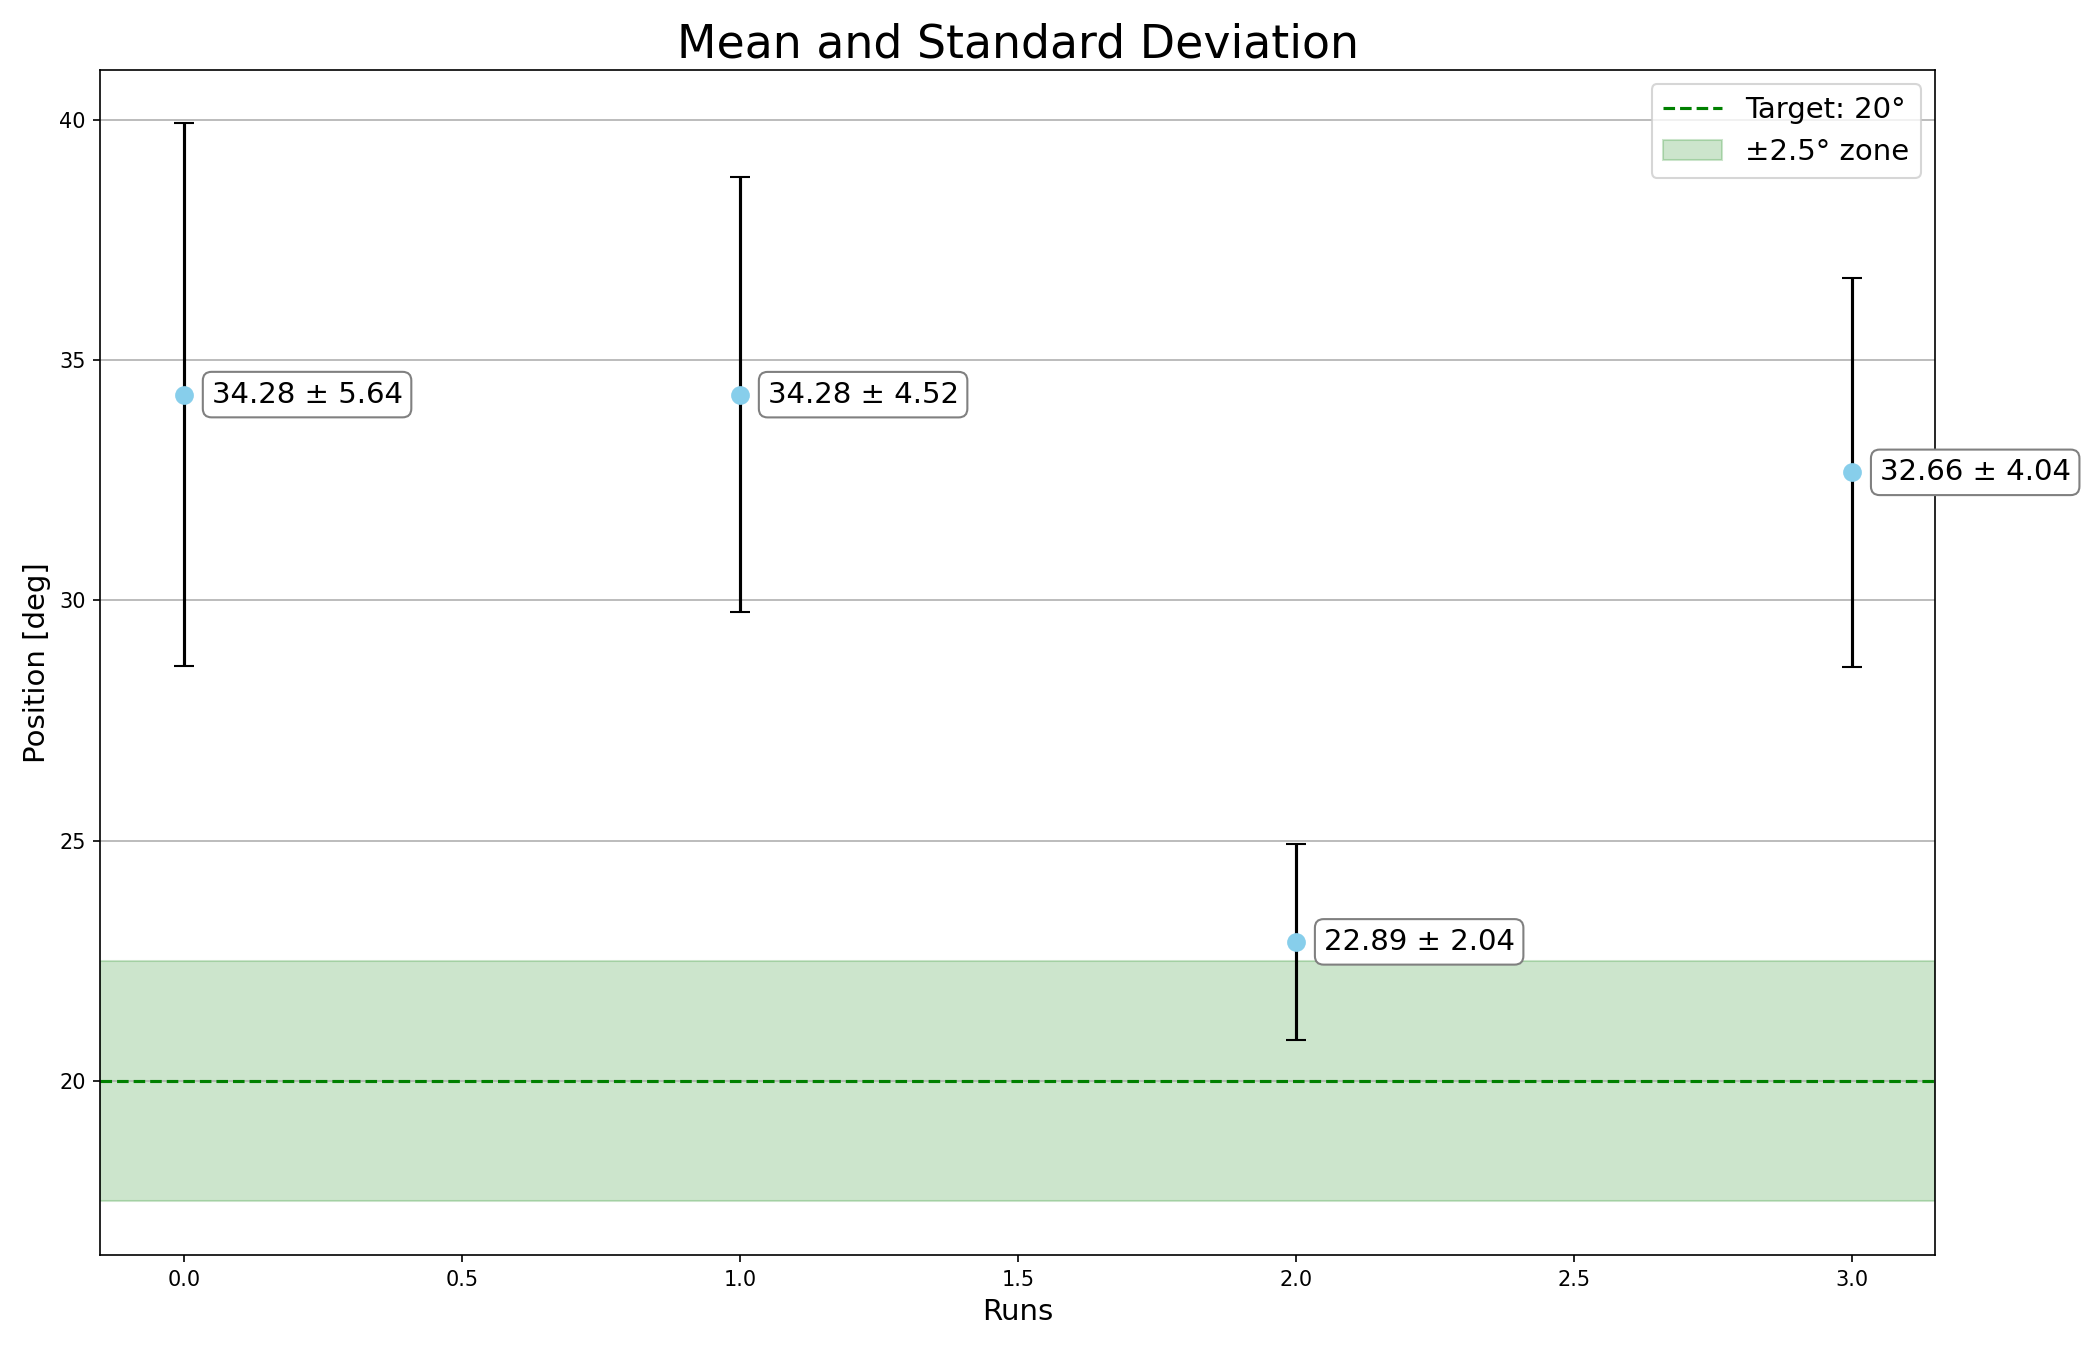 Mean and Standard Deviation
Target: 20°
±2.5° zone
40
35
30
25
20
Position [deg]
34.28 ± 5.64
34.28 ± 4.52
32.66 ± 4.04
22.89 ± 2.04
0.0
0.5
1.0
1.5
2.0
2.5
3.0
Runs